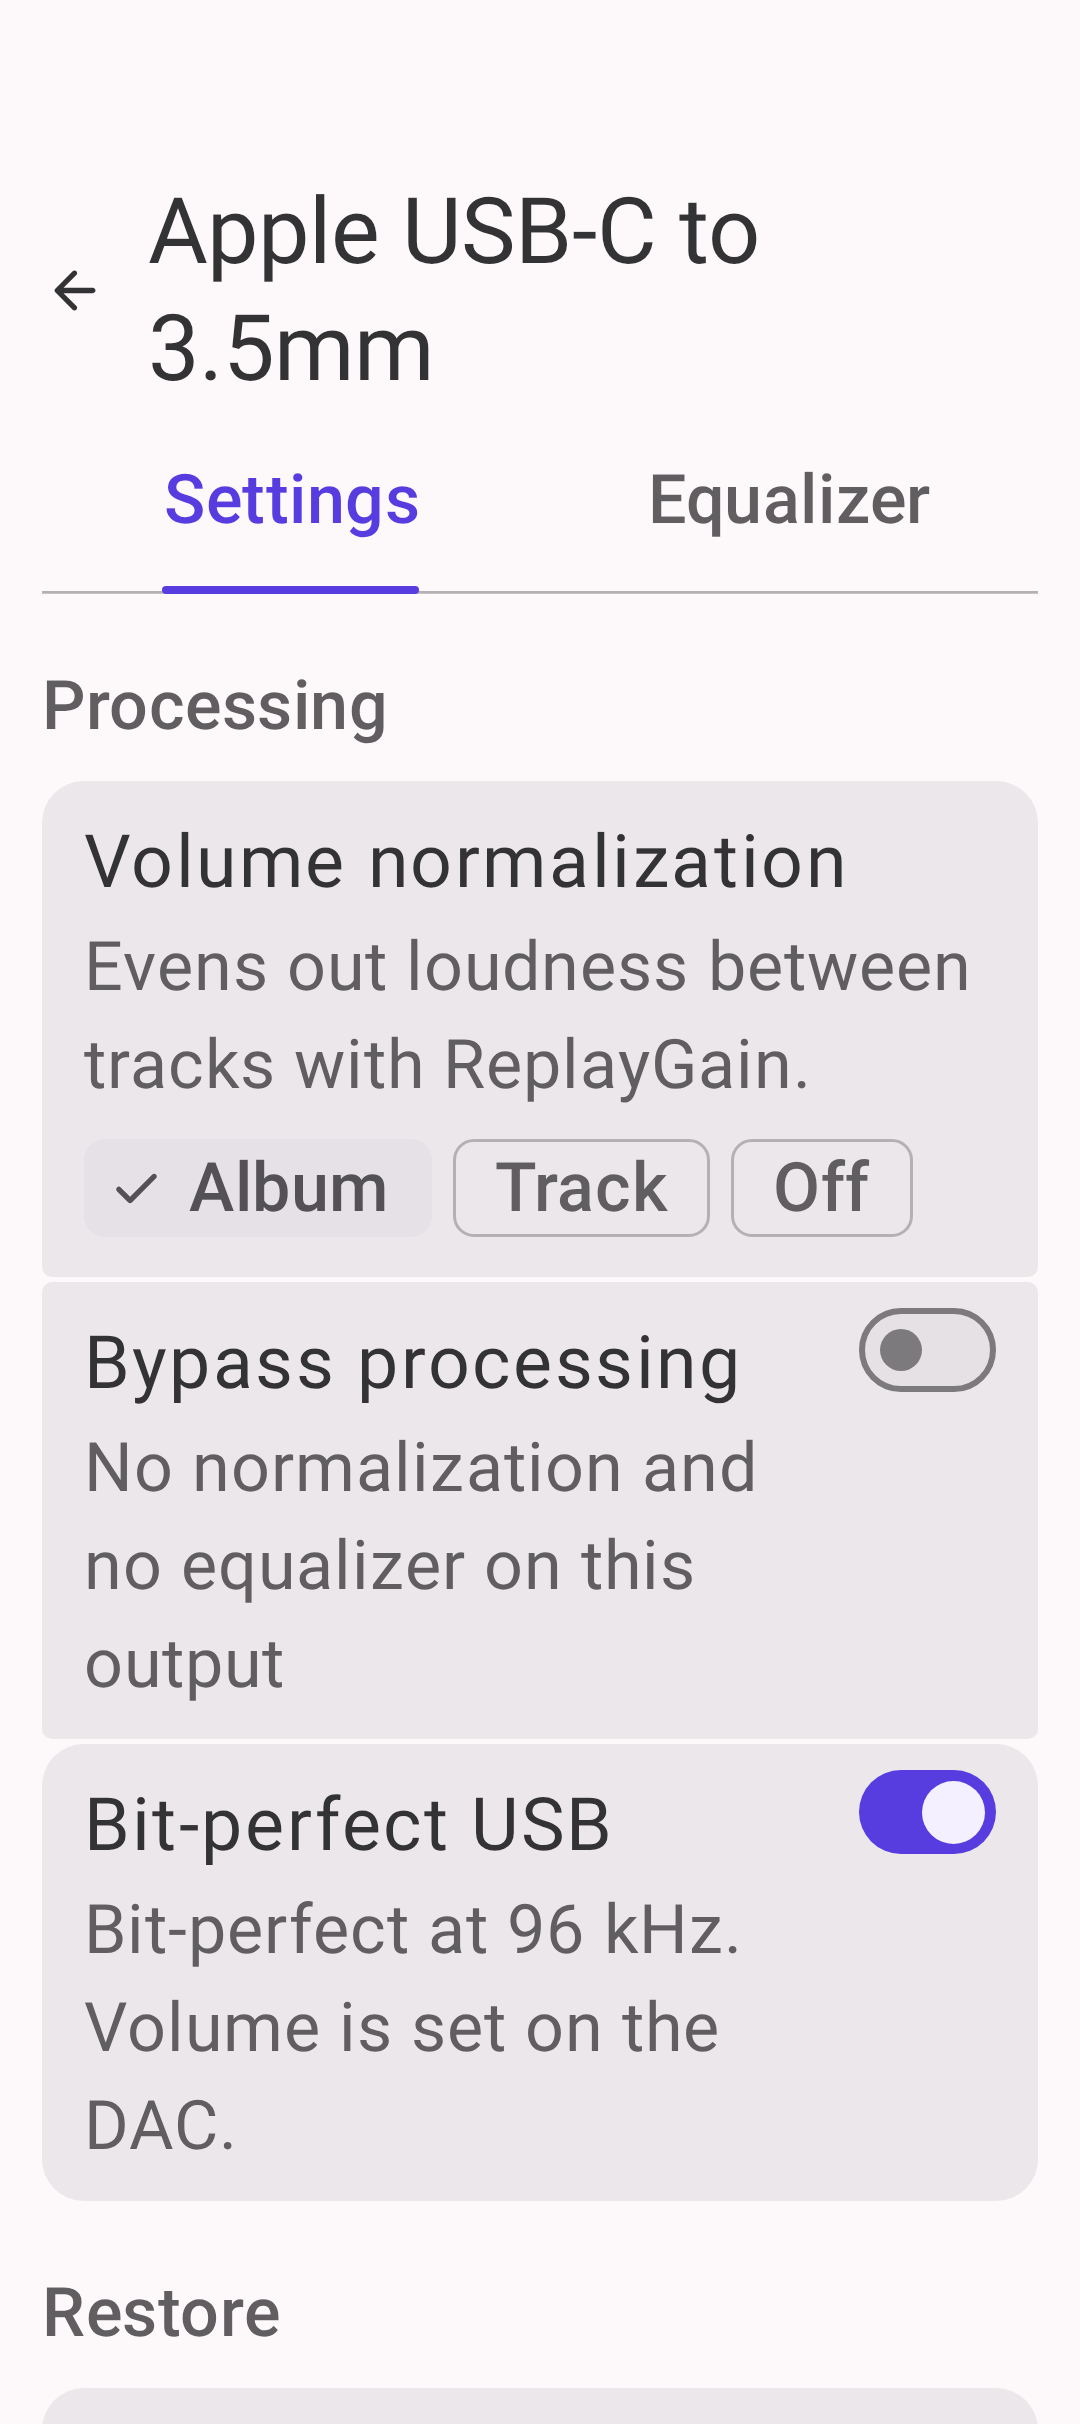 Apple USB-C to
3.5mm
Settings
Equalizer
Processing
Volume normalization
Evens out loudness between
tracks with ReplayGain.
Album
Track
Off
Bypass processing
No normalization and
no equalizer on this
output
Bit-perfect USB
Bit-perfect at 96 kHz.
Volume is set on the
DAC.
Restore